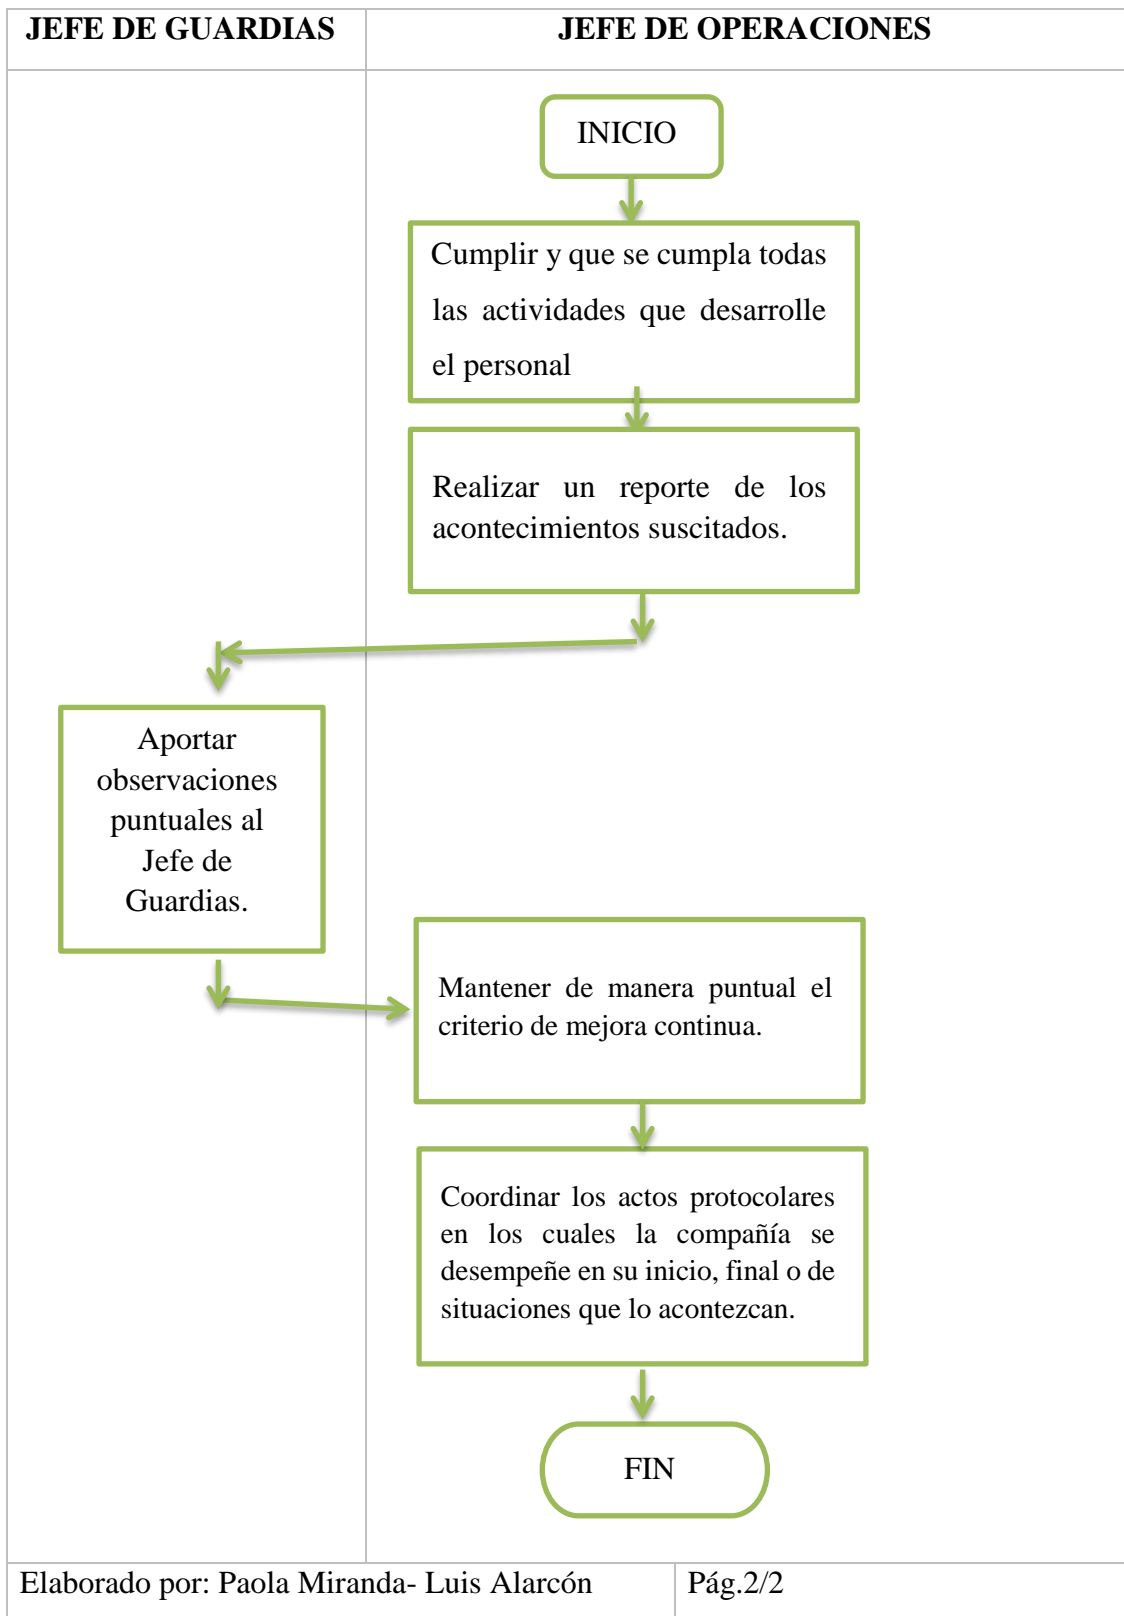 JEFE DE GUARDIAS
JEFE DE OPERACIONES
INICIO
Cumplir y que se cumpla todas
las actividades que desarrolle
el personal
Realizar un reporte de los
acontecimientos suscitados.
Aportar
observaciones
puntuales al
Jefe de
Guardias.
Mantener de manera puntual el
criterio de mejora continua.
Coordinar los actos protocolares
en los cuales la compañía se
desempeñe en su inicio, final o de
situaciones que lo acontezcan.
FIN
Elaborado por: Paola Miranda- Luis Alarcón
Pág.2/2